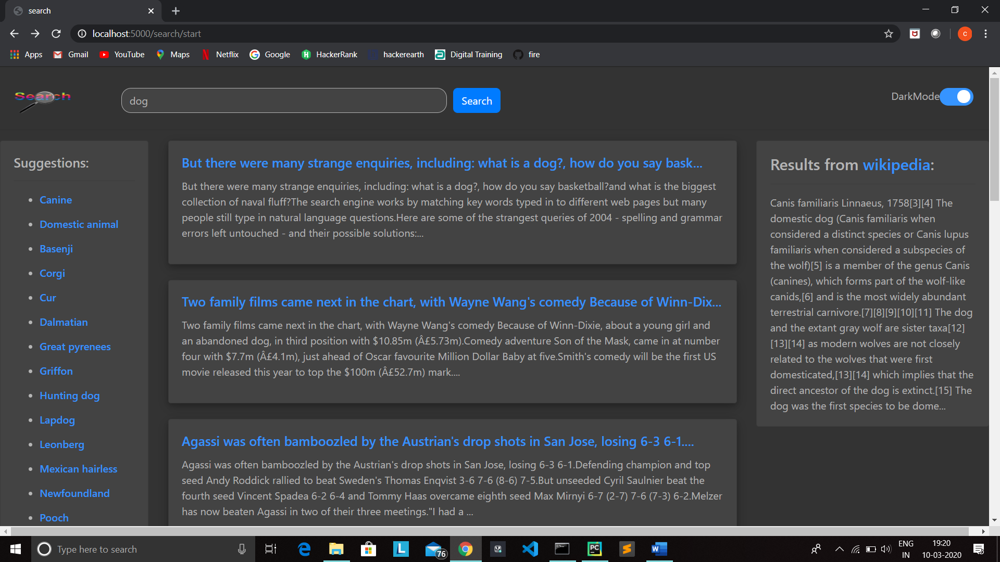 search
localhost:5000/search/start
C
Apps Gmail YouTube Maps Netflix Google HackerRank hackerearth Digital Training fire
Search
dog
Search
DarkMode
Suggestions:
Canine
Domestic animal
Basenji
Corgi
Cur
Dalmatian
Great pyrenees
Griffon
Hunting dog
Lapdog
Leonberg
Mexican hairless
Newfoundland
Pooch
But there were many strange enquiries, including: what is a dog?, how do you say bask...
But there were many strange enquiries, including: what is a dog?, how do you say basketball?and what is the biggest
collection of naval fluff?The search engine works by matching key words typed in to different web pages but many
people still type in natural language questions.Here are some of the strangest queries of 2004 - spelling and grammar
errors left untouched - and their possible solutions:...
Two family films came next in the chart, with Wayne Wang's comedy Because of Winn-Dix...
Two family films came next in the chart, with Wayne Wang's comedy Because of Winn-Dixie, about a young girl and
an abandoned dog, in third position with $10.85m (Â£5.73m).Comedy adventure Son of the Mask, came in at number
four with $7.7m (Â£4.1m), just ahead of Oscar favourite Million Dollar Baby at five.Smith's comedy will be the first US
movie released this year to top the $100m (Â£52.7m) mark....
Agassi was often bamboozled by the Austrian's drop shots in San Jose, losing 6-3 6-1....
Agassi was often bamboozled by the Austrian's drop shots in San Jose, losing 6-3 6-1.Defending champion and top
seed Andy Roddick rallied to beat Sweden's Thomas Enqvist 3-6 7-6 (8-6) 7-5.But unseeded Cyril Saulnier beat the
fourth seed Vincent Spadea 6-2 6-4 and Tommy Haas overcame eighth seed Max Mirnyi 6-7 (2-7) 7-6 (7-3) 6-2.Melzer
has now beaten Agassi in two of their three meetings."I had a ...
Results from wikipedia:
Canis familiaris Linnaeus, 1758[3][4] The
domestic dog (Canis familiaris when
considered a distinct species or Canis lupus
familiaris when considered a subspecies of
the wolf)[5] is a member of the genus Canis
(canines), which forms part of the wolf-like
canids,[6] and is the most widely abundant
terrestrial carnivore.[7][8][9][10][11] The dog
and the extant gray wolf are sister taxa[12]
[13][14] as modern wolves are not closely
related to the wolves that were first
domesticated,[13][14] which implies that the
direct ancestor of the dog is extinct.[15] The
dog was the first species to be dome...
Type here to search
76
ENG
IN
19:20
10-03-2020